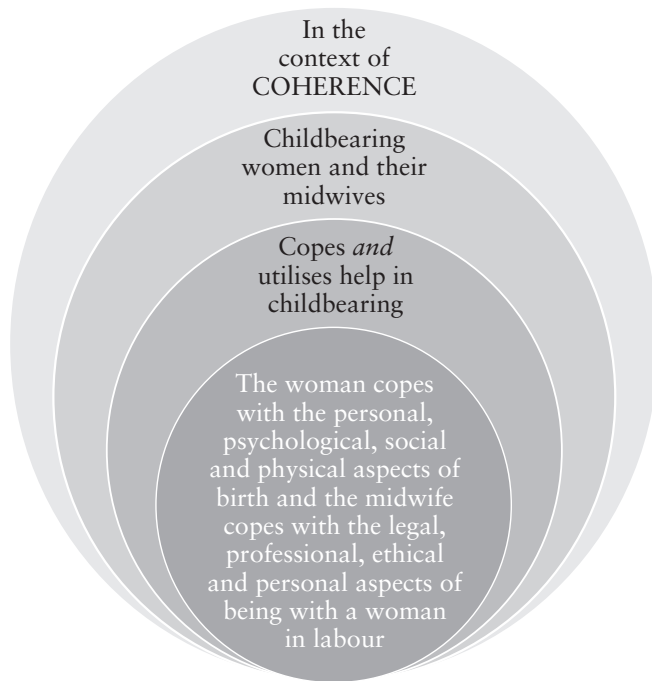 In the
context of
COHERENCE
Childbearing
women and their
midwives
Copes and
utilises help in
childbearing
The woman copes
with the personal,
psychological, social
and physical aspects of
birth and the midwife
copes with the legal,
professional, ethical
and personal aspects of
being with a woman
in labour